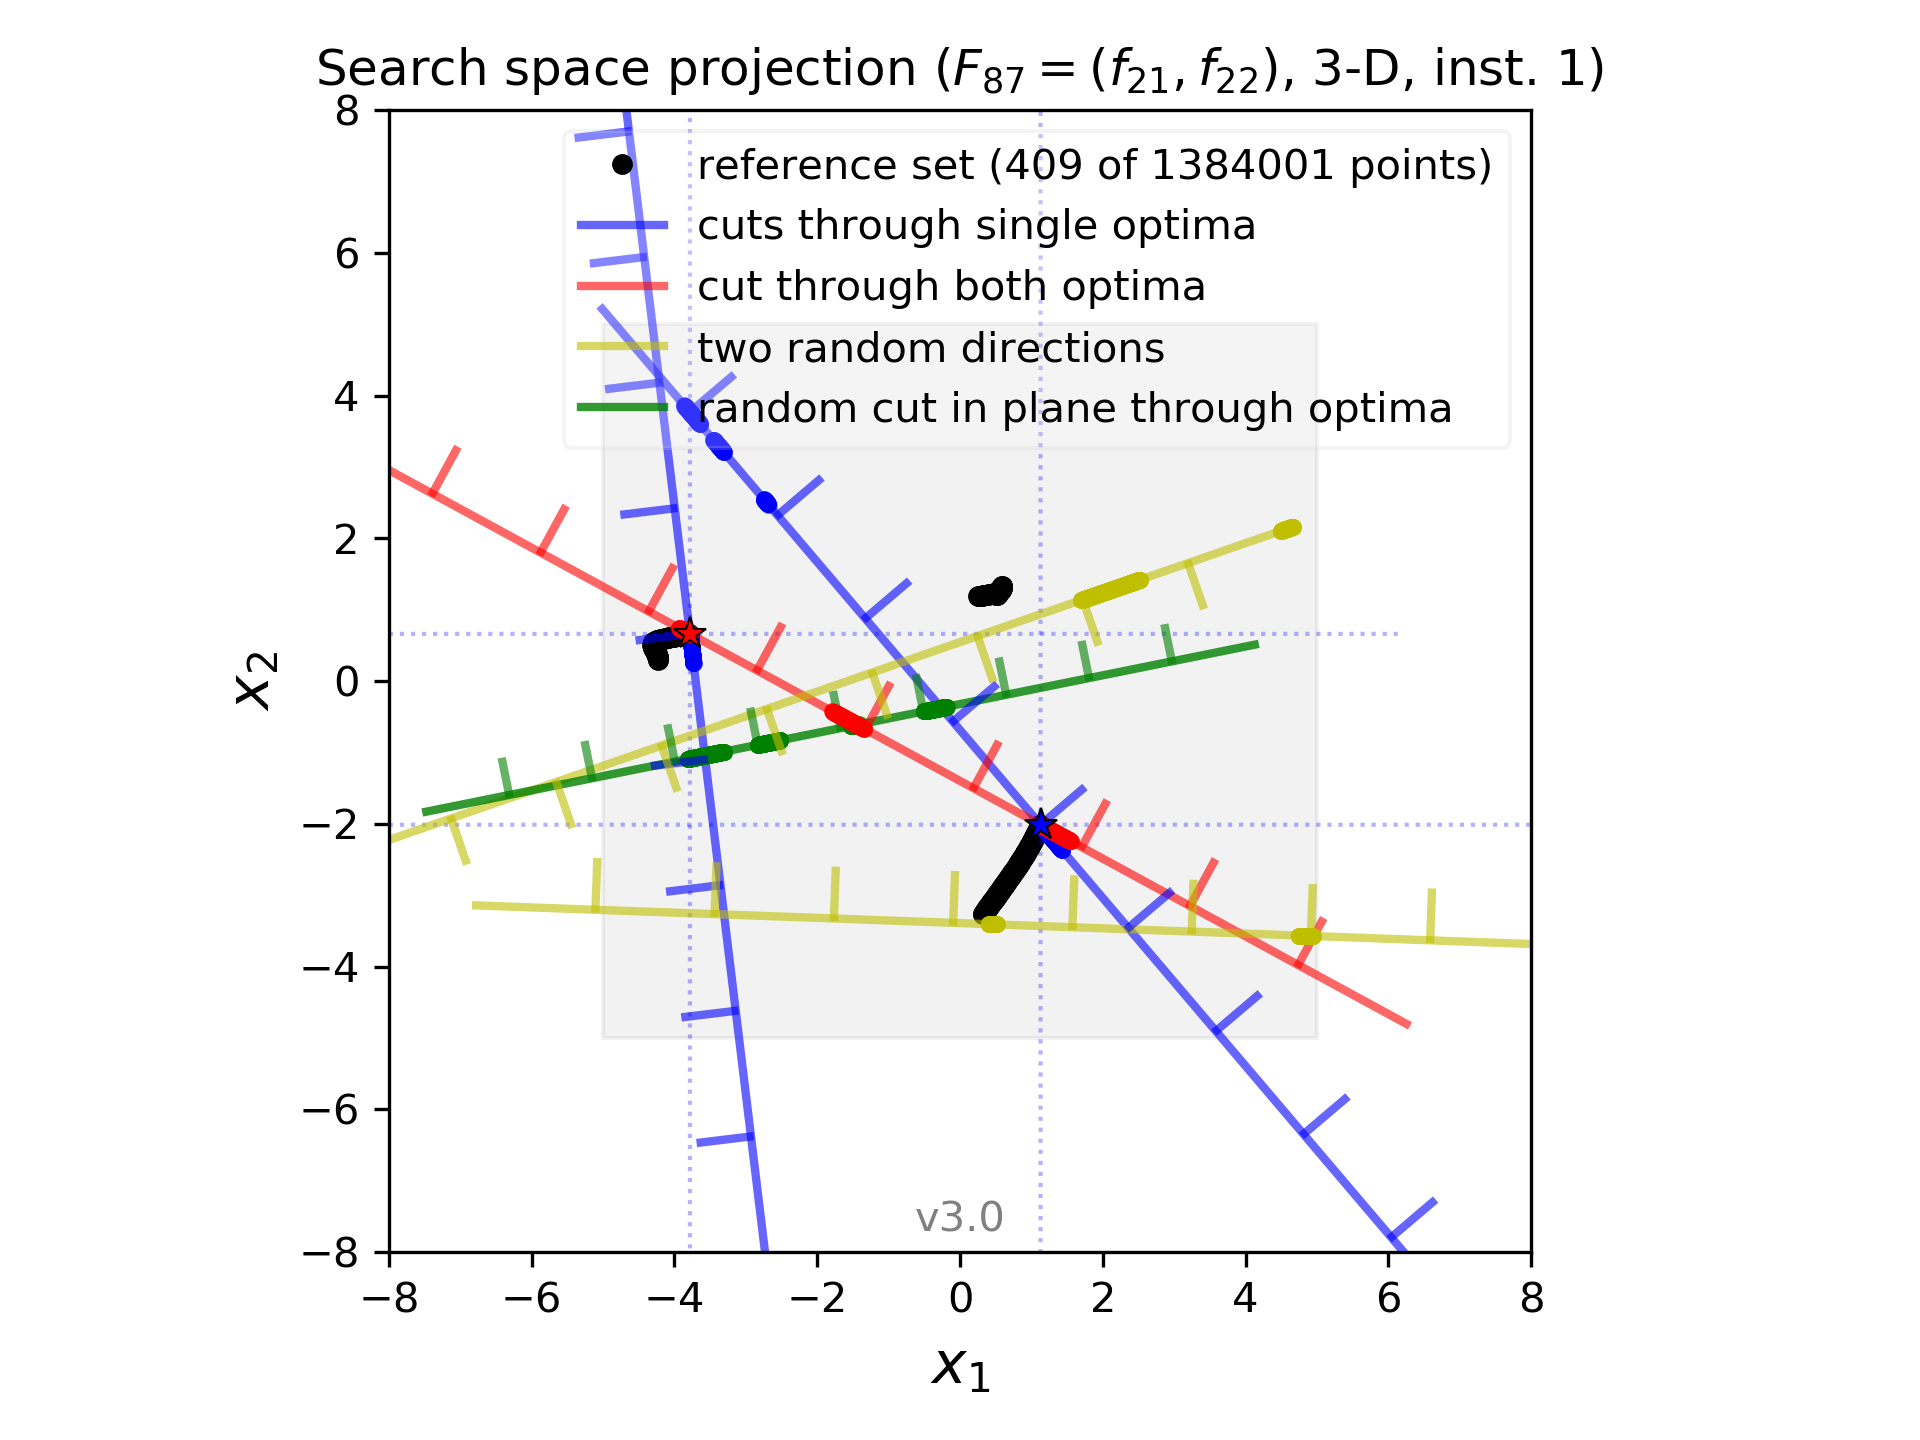 Search space projection (F87 = (f21, f22), 3-D, inst. 1)
reference set (409 of 1384001 points)
cuts through single optima
cut through both optima
two random directions
random cut in plane through optima
8
6
4
2
0
−2
−4
−6
−8
x2
v3.0
−8 −6 −4 −2 0 2 4 6 8
x1